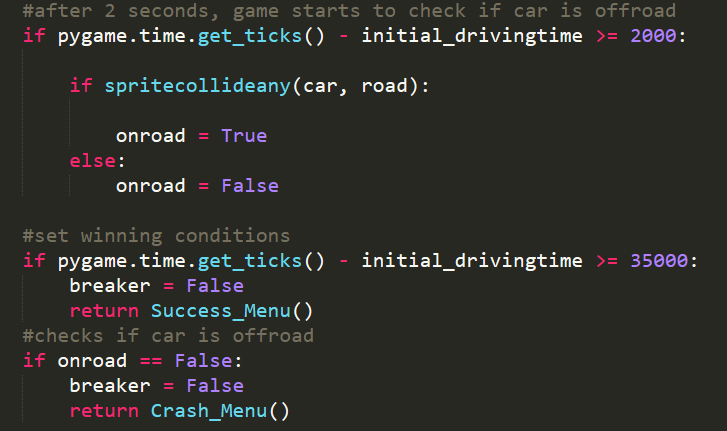 #after 2 seconds, game starts to check if car is offroad
if pygame.time.get_ticks() - initial_drivingtime >= 2000:
if spritecollideany(car, road):
onroad = True
else:
onroad = False
#set winning conditions
if pygame.time.get_ticks() - initial_drivingtime >= 35000:
breaker = False
return Success_Menu()
#checks if car is offroad
if onroad == False:
breaker = False
return Crash_Menu()